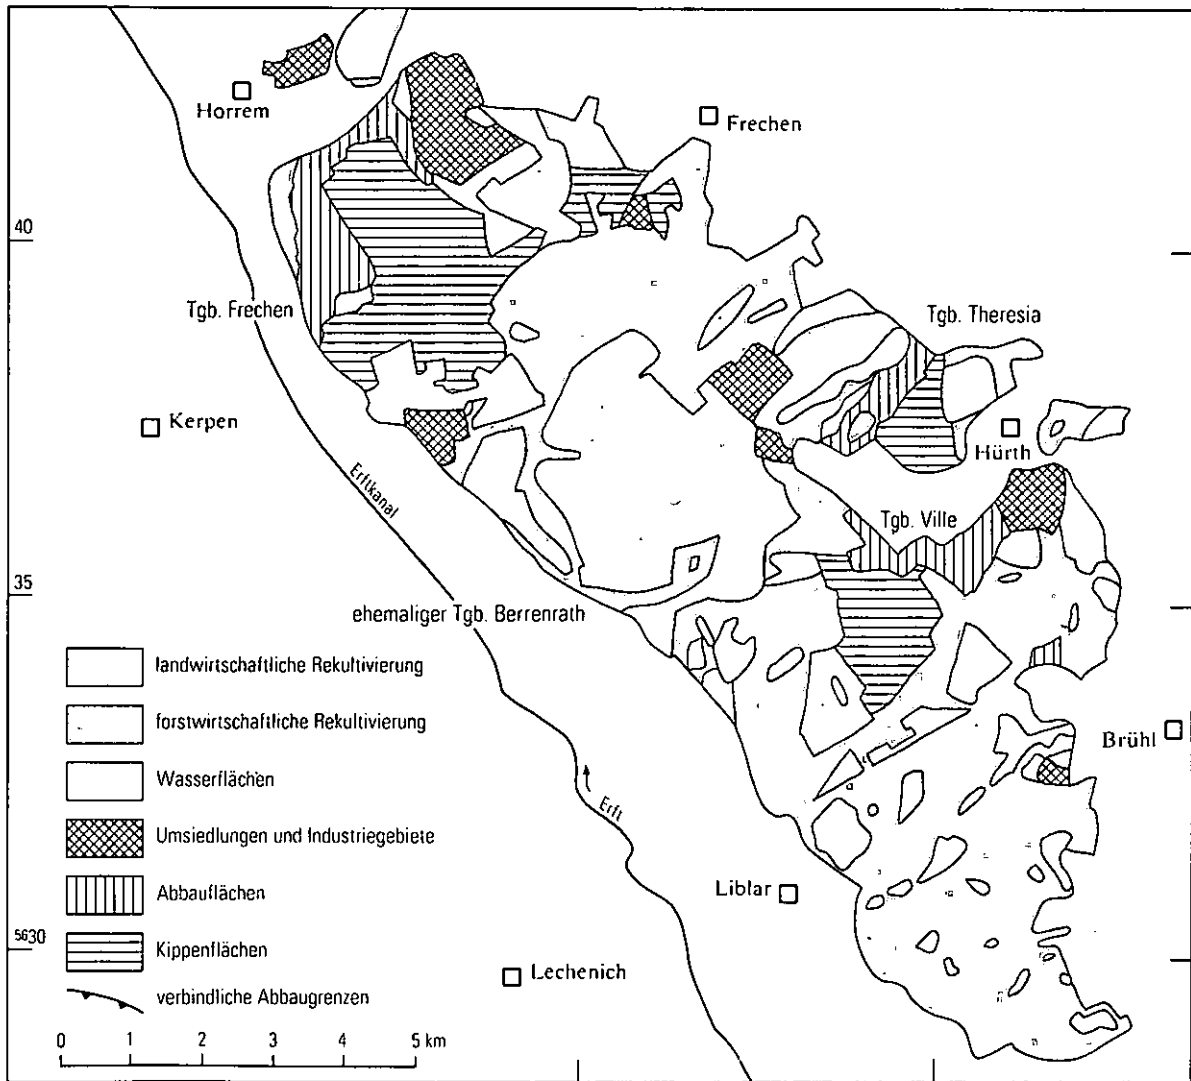 Horrem
Frechen
40
Tgb. Frechen
Tgb. Theresia
Kerpen
Hürth
Erftkanal
Tgb. Ville
35
ehemaliger Tgb. Berrenrath
landwirtschaftliche Rekultivierung
forstwirtschaftliche Rekultivierung
Brühl
Wasserflächen
Erft
Umsiedlungen und Industriegebiete
Abbauflächen
Liblar
5630
Kippenflächen
Lechenich
verbindliche Abbaugrenzen
0 1 2 3 4 5 km